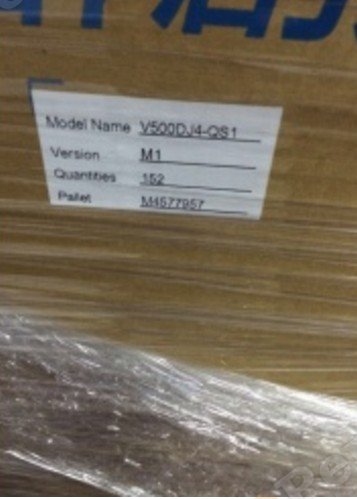 Model Name V500DJ4-QS1
Version M1
Quantities 152
Pallet M4577957